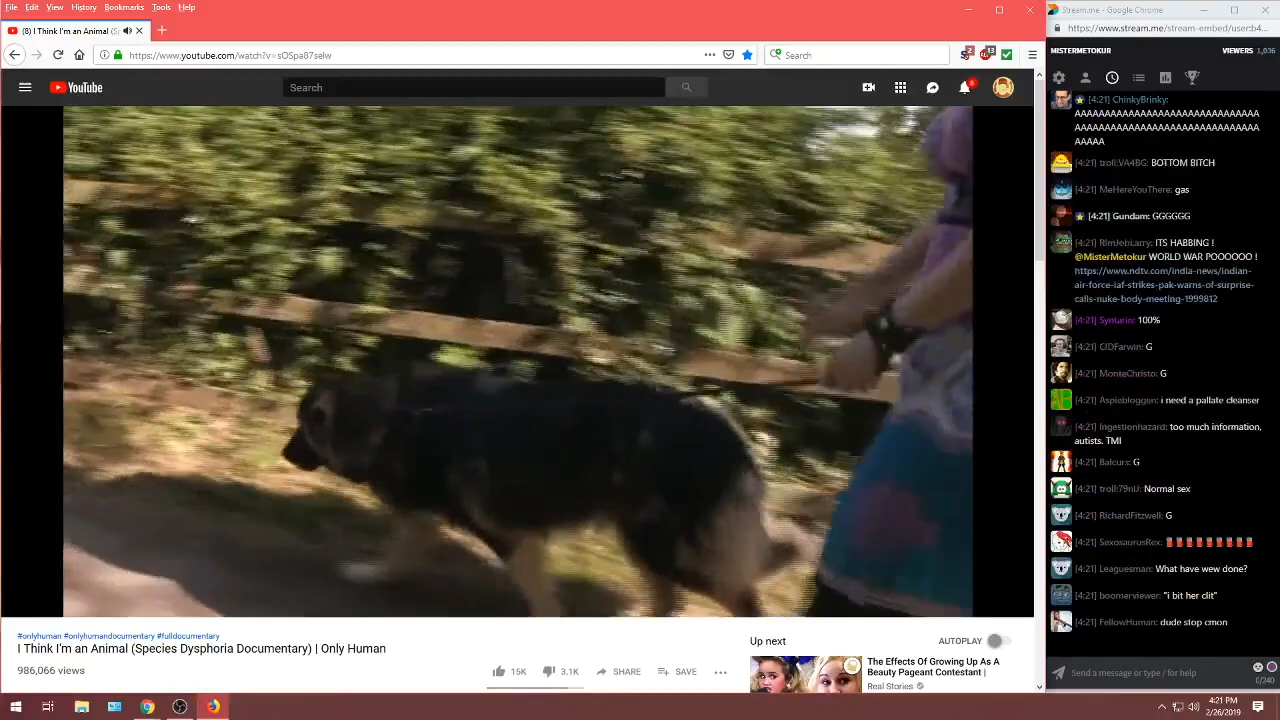 File Edit View History Bookmarks Tools Help
(8) I Think I'm an Animal (Sp
https://www.youtube.com/watch?v=sOSpa87selw
Search
2
13
YouTube
Search
Stream.me - Google Chrome
https://www.stream.me/stream-embed/user:b4...
MISTERMETOKUR
VIEWERS 1,036
[4:21] ChinkyBrinky:
AAAAAAAAAAAAAAAAAAAAAAAAAAAAAAA
AAAAAAAAAAAAAAAAAAAAAAAAAAAAAAA
AAAAA
[4:21] troll:VA4BG: BOTTOM BITCH
[4:21] MeHereYouThere: gas
[4:21] Gundam: GGGGGG
[4:21] RimJobLarry: ITS HABBING !
@MisterMetokur WORLD WAR POOOOOO !
https://www.ndtv.com/india-news/indian-
air-force-iaf-strikes-pak-warns-of-surprise-
calls-nuke-body-meeting-1999812
[4:21] Syntarin: 100%
[4:21] CIDFarwin: G
[4:21] MonteChristo: G
[4:21] Aspiebloggen: i need a pallate cleanser
[4:21] Ingestionhazard: too much information,
autists. TMI
[4:21] Balcurs: G
[4:21] troll:79niJ: Normal sex
[4:21] RichardFitzwell: G
[4:21] SexosaurusRex:
[4:21] Leaguesman: What have wew done?
[4:21] boomerviewer: "i bit her clit"
[4:21] FellowHuman: dude stop cmon
Send a message or type / for help
0/240
#onlyhuman #onlyhumandocumentary #fulldocumentary
I Think I'm an Animal (Species Dysphoria Documentary) | Only Human
986,066 views
15K
3.1K
SHARE
SAVE
Up next
AUTOPLAY
The Effects Of Growing Up As A
Beauty Pageant Contestant |
Real Stories
4:21 PM
2/26/2019